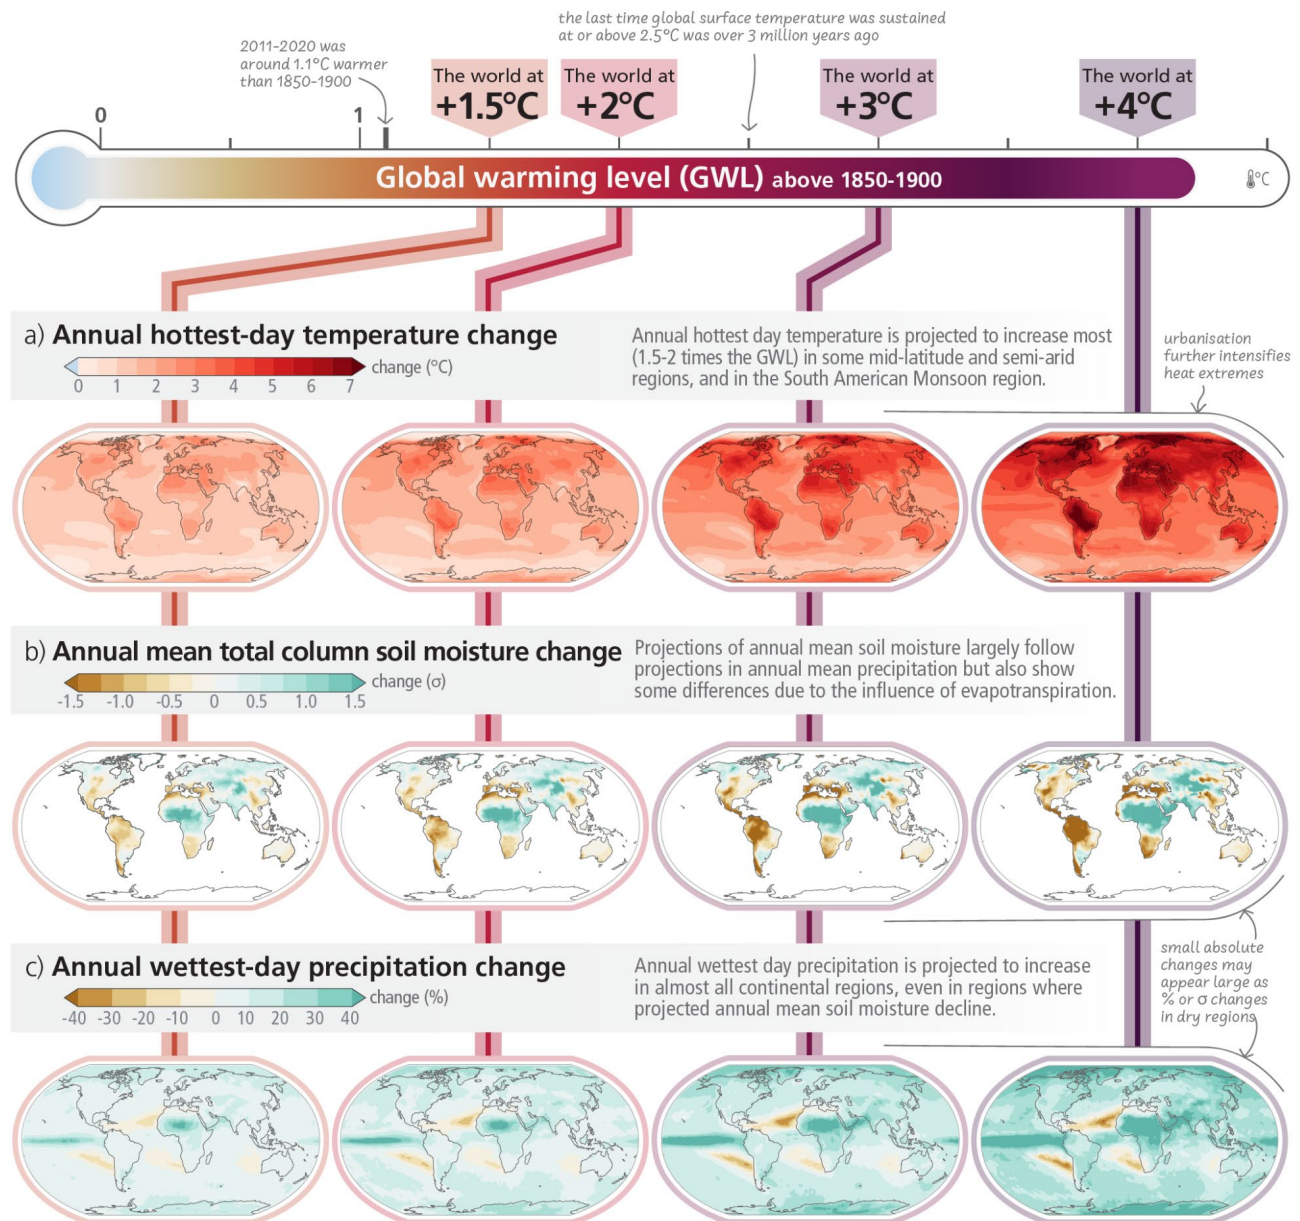 the last time global surface temperature was sustained
at or above 2.5°C was over 3 million years ago
2011-2020 was
around 1.1°C warmer
than 1850-1900
The world at
+1.5°C
The world at
+2°C
The world at
+3°C
The world at
+4°C
0
1
Global warming level (GWL) above 1850-1900
°C
a) Annual hottest-day temperature change
change (°C)
0 1 2 3 4 5 6 7
Annual hottest day temperature is projected to increase most
(1.5-2 times the GWL) in some mid-latitude and semi-arid
regions, and in the South American Monsoon region.
urbanisation
further intensifies
heat extremes
b) Annual mean total column soil moisture change
change (σ)
-1.5 -1.0 -0.5 0 0.5 1.0 1.5
Projections of annual mean soil moisture largely follow
projections in annual mean precipitation but also show
some differences due to the influence of evapotranspiration.
c) Annual wettest-day precipitation change
change (%)
-40 -30 -20 -10 0 10 20 30 40
Annual wettest day precipitation is projected to increase
in almost all continental regions, even in regions where
projected annual mean soil moisture decline.
small absolute
changes may
appear large as
% or σ changes
in dry regions